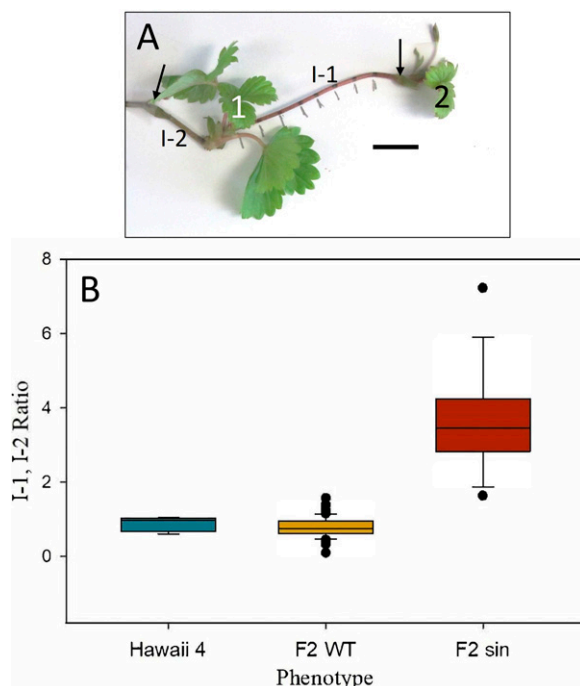 A
I-1
1
2
I-2
B
8
6
4
2
0
I-1, I-2 Ratio
Hawaii 4 F2 WT F2 sin
Phenotype